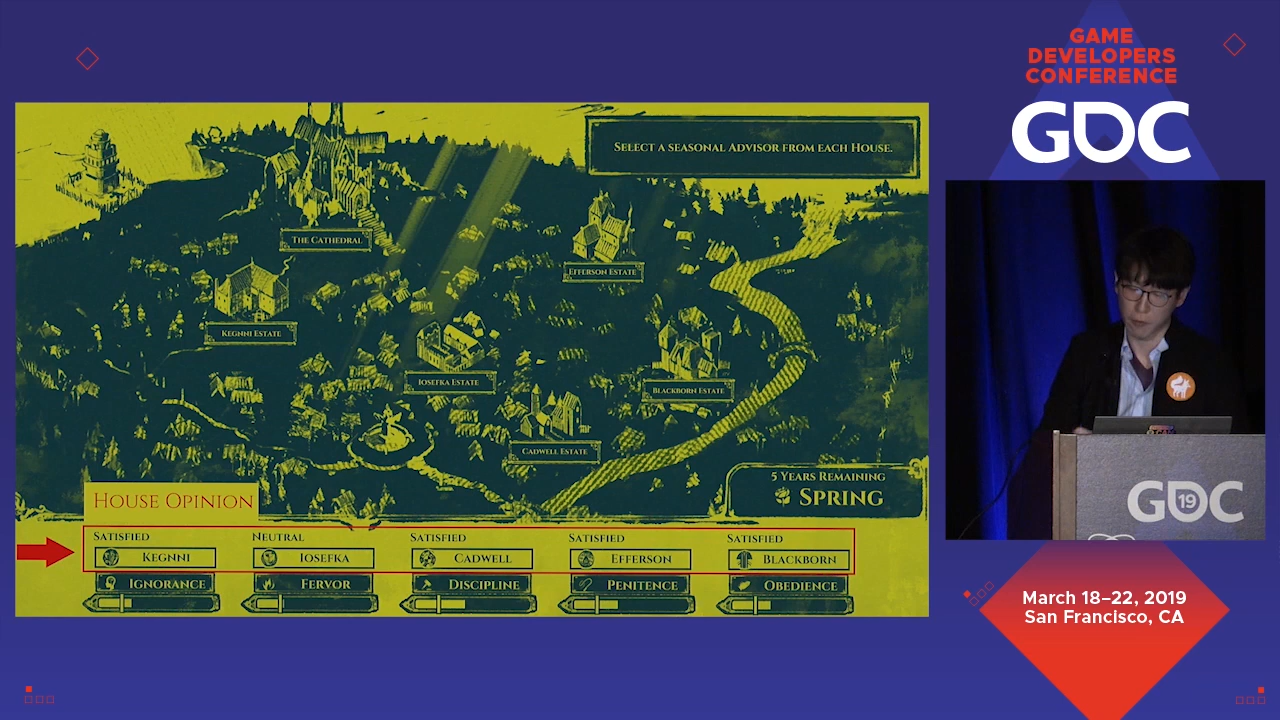 GAME
DEVELOPERS
CONFERENCE
GDC
SELECT A SEASONAL ADVISOR FROM EACH HOUSE.
THE CATHEDRAL
EFFERSON ESTATE
KEGNNI ESTATE
IOSEFKA ESTATE
BLACKBORN ESTATE
CADWELL ESTATE
5 YEARS REMAINING
SPRING
HOUSE OPINION
SATISFIED NEUTRAL SATISFIED SATISFIED SATISFIED
KEGNNI IOSEFKA CADWELL EFFERSON BLACKBORN
IGNORANCE FERVOR DISCIPLINE PENITENCE OBEDIENCE
GDC 19
March 18–22, 2019
San Francisco, CA